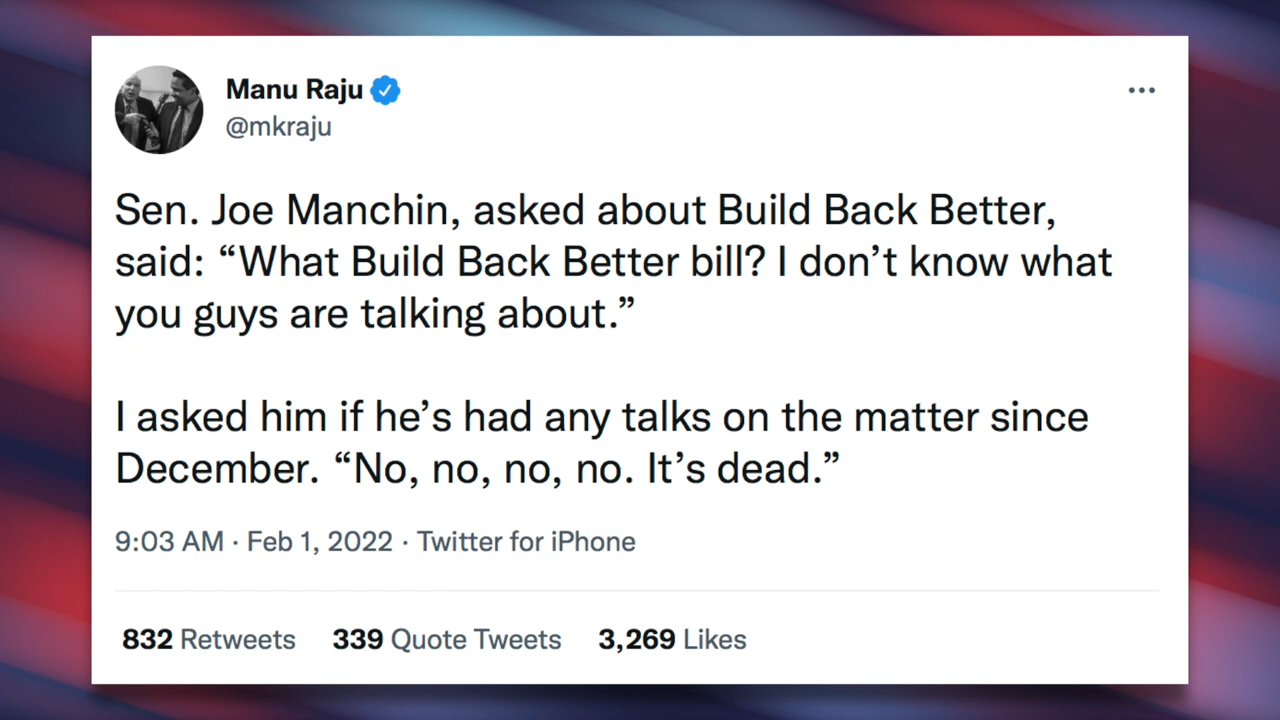 Manu Raju
@mkraju
Sen. Joe Manchin, asked about Build Back Better,
said: “What Build Back Better bill? I don’t know what
you guys are talking about.”
I asked him if he’s had any talks on the matter since
December. “No, no, no, no. It’s dead.”
9:03 AM · Feb 1, 2022 · Twitter for iPhone
832 Retweets 339 Quote Tweets 3,269 Likes